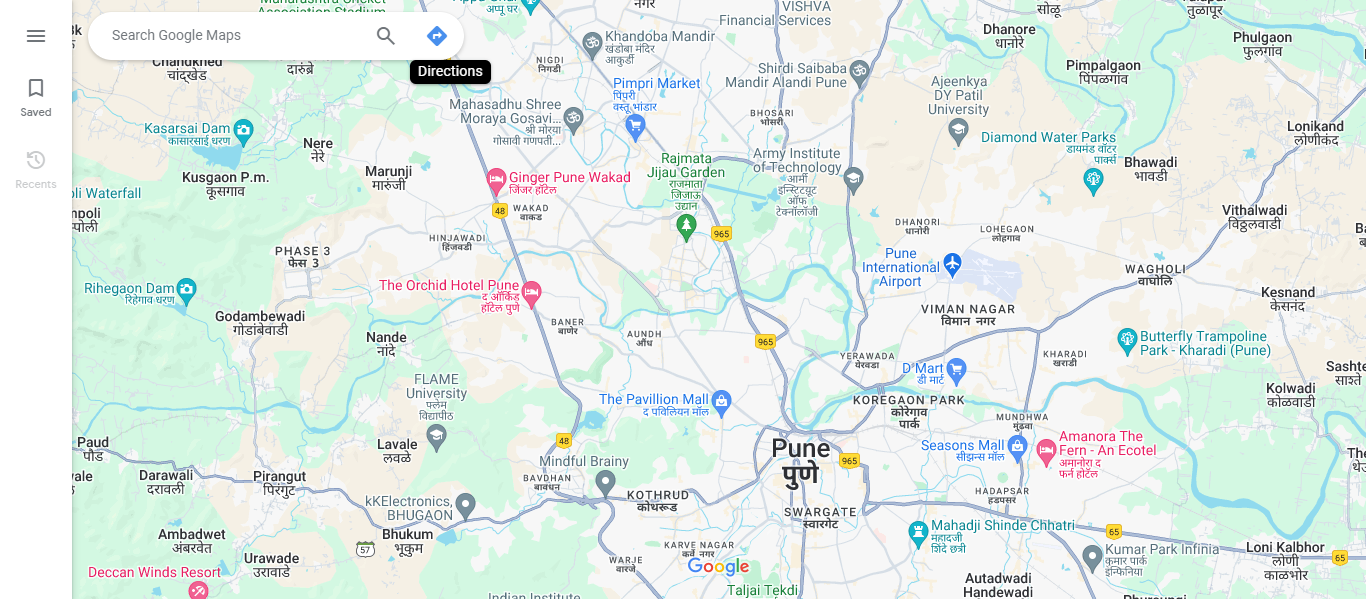 Maharashtra Cricket
Association Stadium
अप्पू घर
नगर
VISHVA
Financial Services
सोळू
तुळापूर
Search Google Maps
Directions
Saved
Recents
Chandkhed
चांदखेड
दारुंब्रे
NIGDI
निगडी
Khandoba Mandir
खंडोबा मंदिर
आकुर्डी
Dhanore
धानोरे
Phulgaon
फुलगाव
Pimpalgaon
पिंपळगाव
Shirdi Saibaba
Mandir Alandi Pune
Pimpri Market
पिंपरी
वस्तू भांडार
Ajeenkya
DY Patil
University
Mahasadhu Shree
Moraya Gosavi...
श्री मोरया
गोसावी गणपती...
BHOSARI
भोसरी
Kasarsai Dam
कासारसाई धरण
Nere
नेरे
Diamond Water Parks
डायमंड वॉटर
पार्क्स
Lonikand
लोणीकंद
Bhawadi
भावडी
Rajmata
Jijau Garden
राजमाता
जिजाऊ
उद्यान
Army Institute
of Technology
आर्मी
इन्स्टिट्यूट
ऑफ
टेक्नॉलॉजी
Marunji
मारुंजी
Kusgaon P.m.
कूसगाव
Ginger Pune Wakad
जिंजर हॉटेल
48
WAKAD
वाकड
Vithalwadi
विठ्ठलवाडी
DHANORI
धानोरी
LOHEGAON
लोहगाव
965
HINJAWADI
हिंजवडी
PHASE 3
फेस 3
Pune
International
Airport
WAGHOLI
वाघोलि
Rihegaon Dam
रिहेगाव धरण
The Orchid Hotel Pune
द ऑर्किड
हॉटेल पुणे
Kesnand
केसनंद
Godambewadi
गोडांबेवाडी
VIMAN NAGAR
विमान नगर
BANER
बाणेर
AUNDH
औंध
965
Nande
नांदे
Butterfly Trampoline
Park - Kharadi (Pune)
KHARADI
खराडी
YERAWADA
येरवडा
D'Mart
डी मार्ट
FLAME
University
फ्लेम
विद्यापीठ
Kolwadi
कोळवाडी
The Pavillion Mall
द पविलियन मॉल
KOREGAON PARK
कोरेगाव
पार्क
MUNDHWA
मुंढवा
Paud
पौड
Lavale
लवळे
48
Pune
पुणे
965
Seasons Mall
सीझन्स मॉल
Amanora The
Fern - An Ecotel
अमानोरा द
फर्न हॉटेल
Mindful Brainy
BAVDHAN
बावधन
Darawali
दरावली
Pirangut
पिरंगुट
KOTHRUD
कोथरूड
HADAPSAR
हडपसर
KKElectronics,
BHUGAON
SWARGATE
स्वारगेट
Mahadji Shinde Chhatri
महादजी
शिंदे छत्री
65
Ambadwet
अंबरवेट
Bhukum
भूकूम
57
KARVE NAGAR
कर्वे नगर
WARJE
वारजे
Google
Kumar Park Infinia
कुमार पार्क
इन्फिनिया
Loni Kalbhor
लोणी
काळभोर
65
Urawade
उरावडे
Deccan Winds Resort
Taljai Tekdi
Autadwadi
Handewadi
Indian Institute